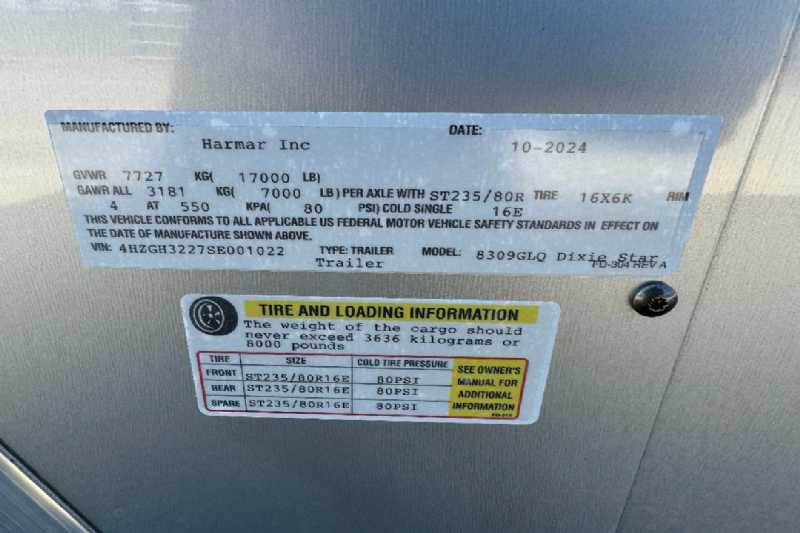 MANUFACTURED BY: Harmar Inc DATE: 10-2024
GVWR 7727 KG( 17000 LB)
GAWR ALL 3181 KG( 7000 LB) PER AXLE WITH ST235/80R TIRE 16X6K RIM
4 AT 550 KPA( 80 PSI) COLD SINGLE 16E
THIS VEHICLE CONFORMS TO ALL APPLICABLE US FEDERAL MOTOR VEHICLE SAFETY STANDARDS IN EFFECT ON
THE DATE OF MANUFACTURE SHOWN ABOVE.
VIN: 4HZGH3227SE001022 TYPE: TRAILER MODEL: 8309GLQ Dixie Star
Trailer PD-304 REV A
TIRE AND LOADING INFORMATION
The weight of the cargo should
never exceed 3636 kilograms or
8000 pounds
TIRE SIZE COLD TIRE PRESSURE SEE OWNER'S
FRONT ST235/80R16E 80PSI MANUAL FOR
REAR ST235/80R16E 80PSI ADDITIONAL
SPARE ST235/80R16E 80PSI INFORMATION